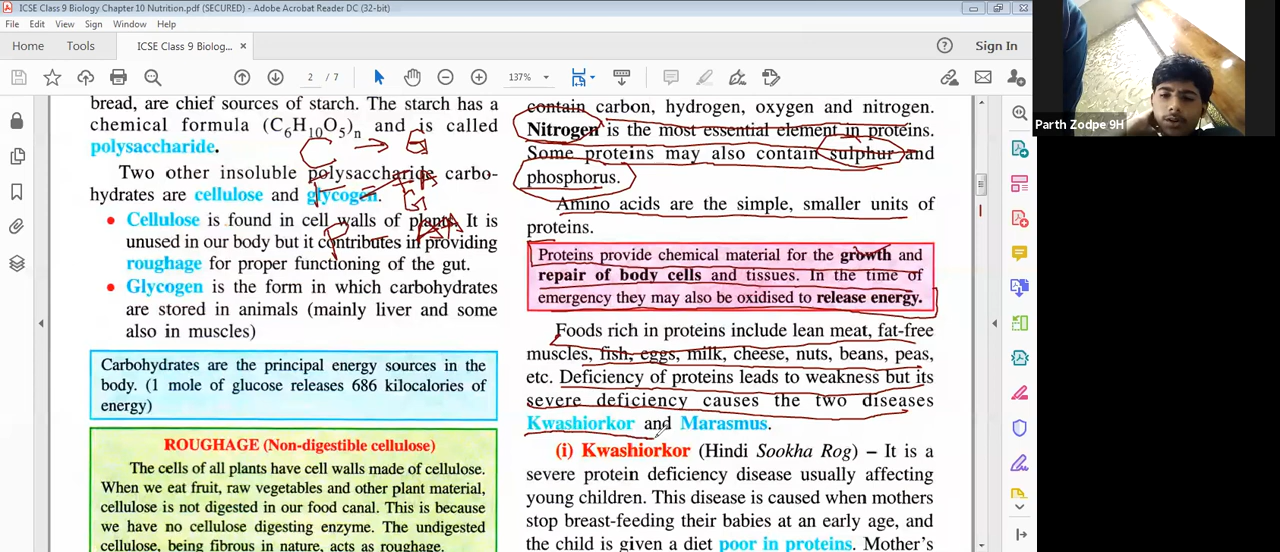 ICSE Class 9 Biology Chapter 10 Nutrition.pdf (SECURED) - Adobe Acrobat Reader DC (32-bit)
File Edit View Sign Window Help
Home Tools ICSE Class 9 Biolog... × Sign In
2 / 7 137%
bread, are chief sources of starch. The starch has a
chemical formula (C6H10O5)n and is called
polysaccharide.
Two other insoluble polysaccharide carbo-
hydrates are cellulose and glycogen.
• Cellulose is found in cell walls of plants. It is
unused in our body but it contributes in providing
roughage for proper functioning of the gut.
• Glycogen is the form in which carbohydrates
are stored in animals (mainly liver and some
also in muscles)
Carbohydrates are the principal energy sources in the
body. (1 mole of glucose releases 686 kilocalories of
energy)
ROUGHAGE (Non-digestible cellulose)
The cells of all plants have cell walls made of cellulose.
When we eat fruit, raw vegetables and other plant material,
cellulose is not digested in our food canal. This is because
we have no cellulose digesting enzyme. The undigested
cellulose, being fibrous in nature, acts as roughage.
C → G
F FA
G
P AA
contain carbon, hydrogen, oxygen and nitrogen.
Nitrogen is the most essential element in proteins.
Some proteins may also contain sulphur and
phosphorus.
Amino acids are the simple, smaller units of
proteins.
Proteins provide chemical material for the growth and
repair of body cells and tissues. In the time of
emergency they may also be oxidised to release energy.
Foods rich in proteins include lean meat, fat-free
muscles, fish, eggs, milk, cheese, nuts, beans, peas,
etc. Deficiency of proteins leads to weakness but its
severe deficiency causes the two diseases
Kwashiorkor and Marasmus.
(i) Kwashiorkor (Hindi Sookha Rog) – It is a
severe protein deficiency disease usually affecting
young children. This disease is caused when mothers
stop breast-feeding their babies at an early age, and
the child is given a diet poor in proteins. Mother's
Parth Zodpe 9H